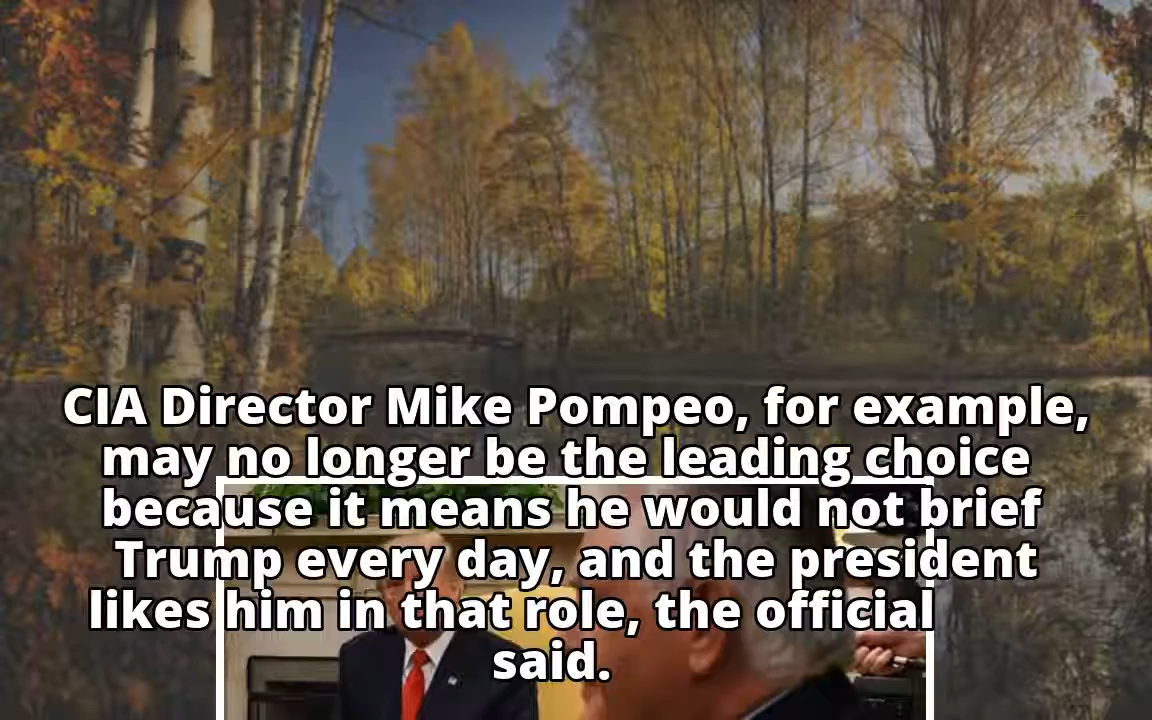 CIA Director Mike Pompeo, for example,
may no longer be the leading choice
because it means he would not brief
Trump every day, and the president
likes him in that role, the official
said.